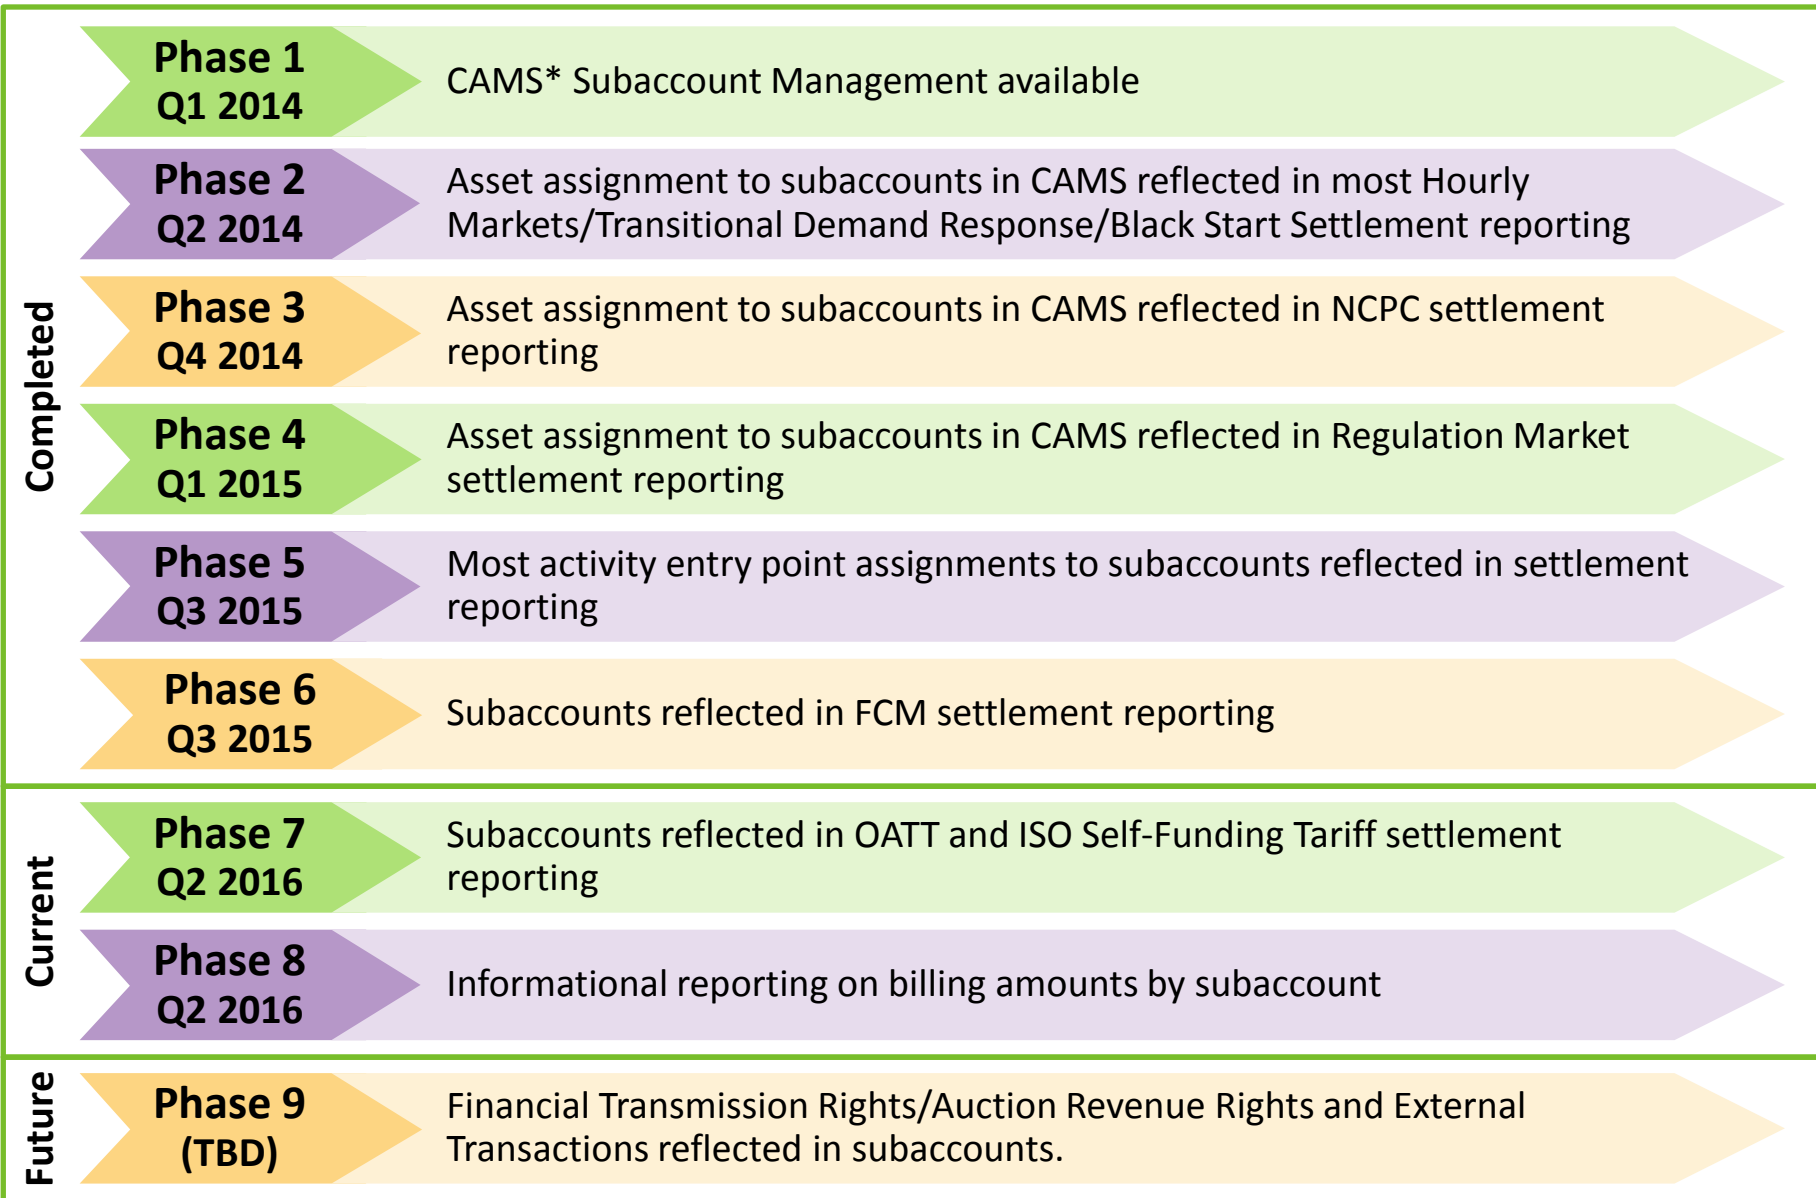 Completed
Phase 1
Q1 2014
CAMS* Subaccount Management available
Phase 2
Q2 2014
Asset assignment to subaccounts in CAMS reflected in most Hourly
Markets/Transitional Demand Response/Black Start Settlement reporting
Phase 3
Q4 2014
Asset assignment to subaccounts in CAMS reflected in NCPC settlement
reporting
Phase 4
Q1 2015
Asset assignment to subaccounts in CAMS reflected in Regulation Market
settlement reporting
Phase 5
Q3 2015
Most activity entry point assignments to subaccounts reflected in settlement
reporting
Phase 6
Q3 2015
Subaccounts reflected in FCM settlement reporting
Current
Phase 7
Q2 2016
Subaccounts reflected in OATT and ISO Self-Funding Tariff settlement
reporting
Phase 8
Q2 2016
Informational reporting on billing amounts by subaccount
Future
Phase 9
(TBD)
Financial Transmission Rights/Auction Revenue Rights and External
Transactions reflected in subaccounts.